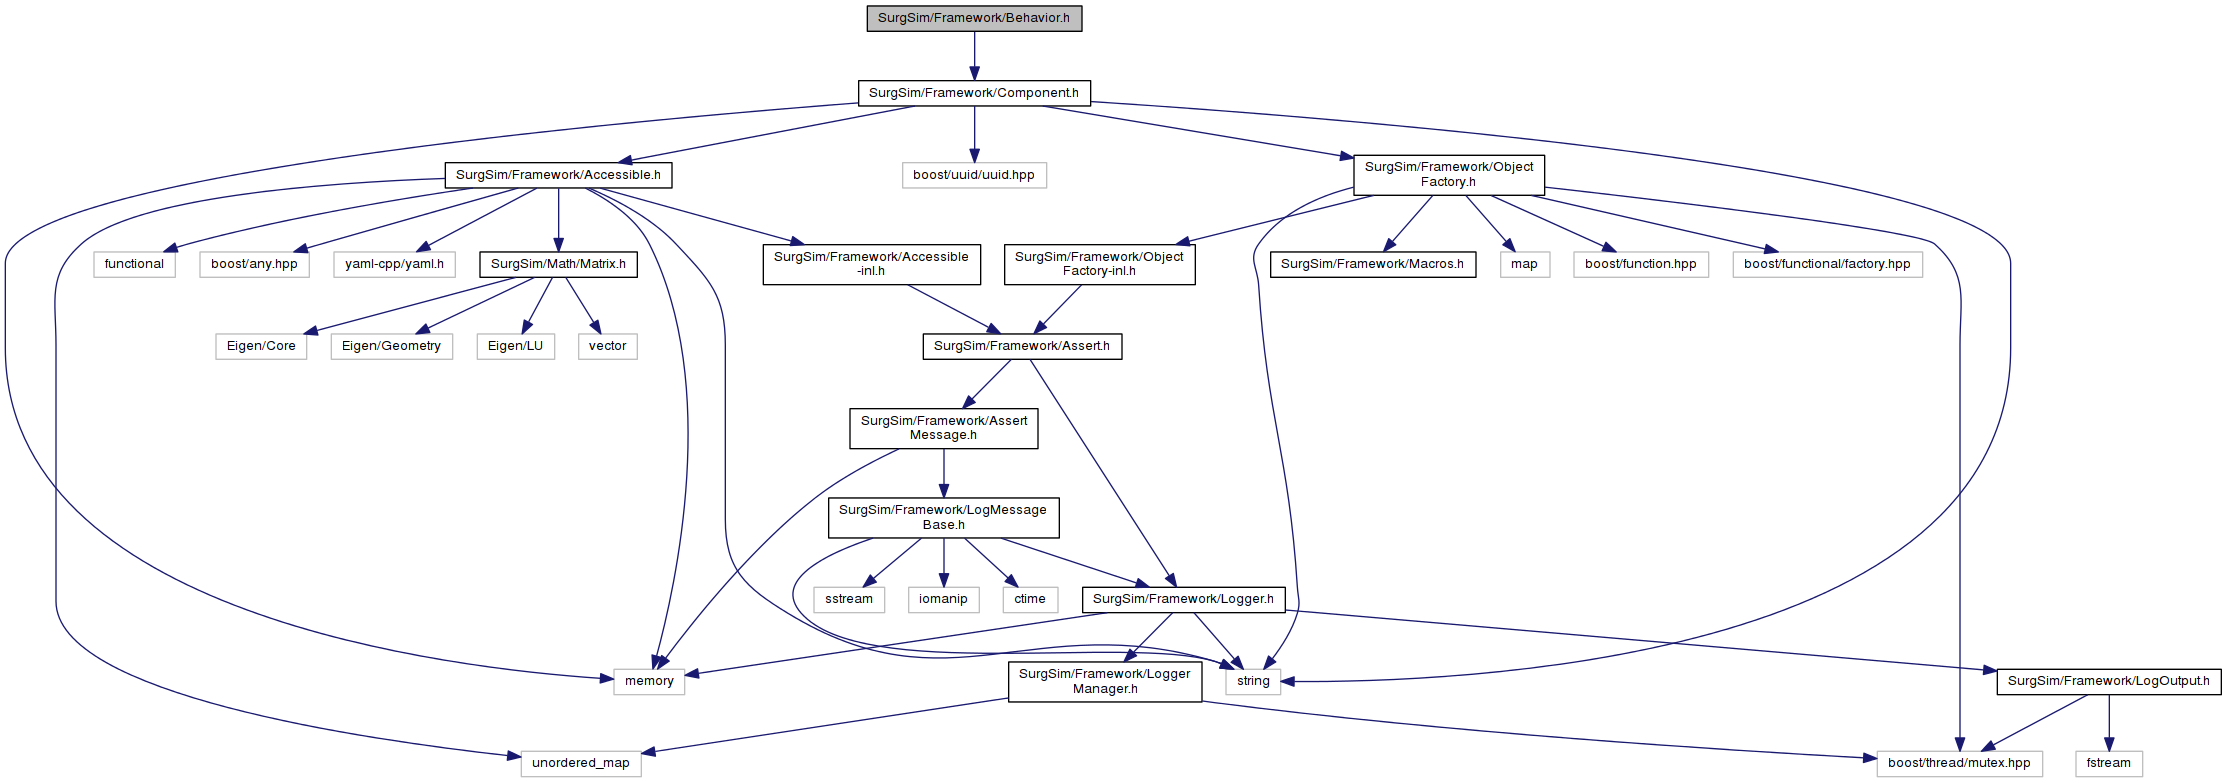 SurgSim/Framework/Behavior.h
SurgSim/Framework/Component.h
SurgSim/Framework/Accessible.h
boost/uuid/uuid.hpp
SurgSim/Framework/Object
Factory.h
functional
boost/any.hpp
yaml-cpp/yaml.h
SurgSim/Math/Matrix.h
SurgSim/Framework/Accessible
-inl.h
SurgSim/Framework/Object
Factory-inl.h
SurgSim/Framework/Macros.h
map
boost/function.hpp
boost/functional/factory.hpp
Eigen/Core
Eigen/Geometry
Eigen/LU
vector
SurgSim/Framework/Assert.h
SurgSim/Framework/Assert
Message.h
SurgSim/Framework/LogMessage
Base.h
sstream
iomanip
ctime
SurgSim/Framework/Logger.h
memory
SurgSim/Framework/Logger
Manager.h
string
SurgSim/Framework/LogOutput.h
unordered_map
boost/thread/mutex.hpp
fstream